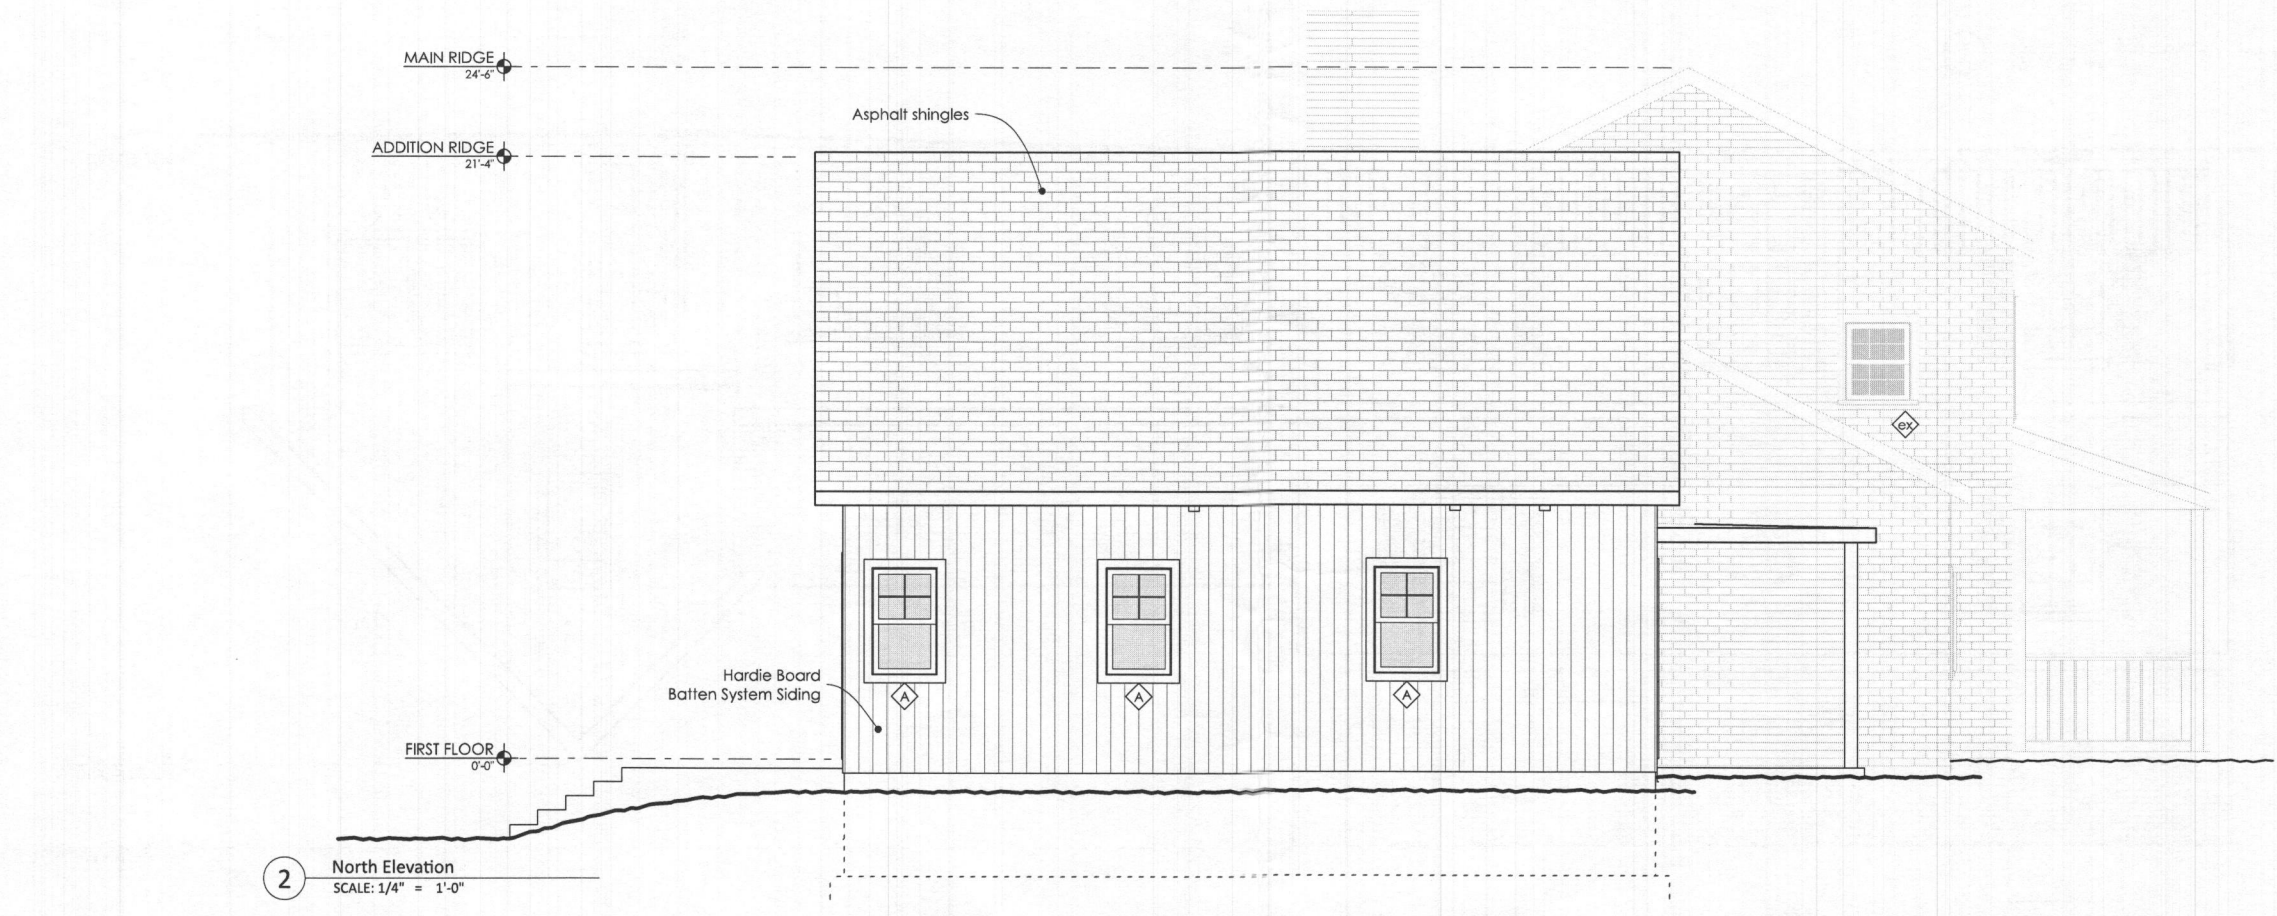 MAIN RIDGE
24'-6"
Asphalt shingles
ADDITION RIDGE
21'-4"
ex
Hardie Board
Batten System Siding
A
A
A
FIRST FLOOR
0'-0"
2
North Elevation
SCALE: 1/4" = 1'-0"